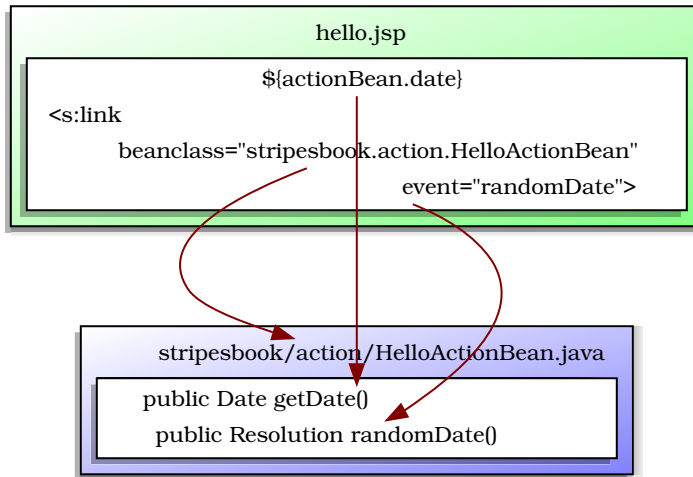 hello.jsp
${actionBean.date}
<s:link
beanclass="stripesbook.action.HelloActionBean"
event="randomDate">
stripesbook/action/HelloActionBean.java
public Date getDate()
public Resolution randomDate()